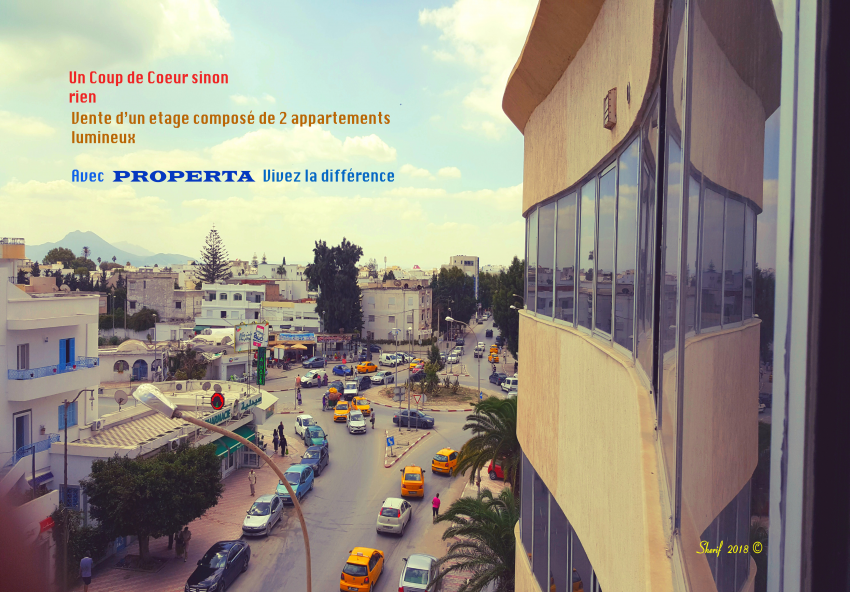 Un Coup de Coeur sinon
rien
Vente d'un etage composé de 2 appartements
lumineux
Avec PROPERTA Vivez la différence
Sherif 2018 ©